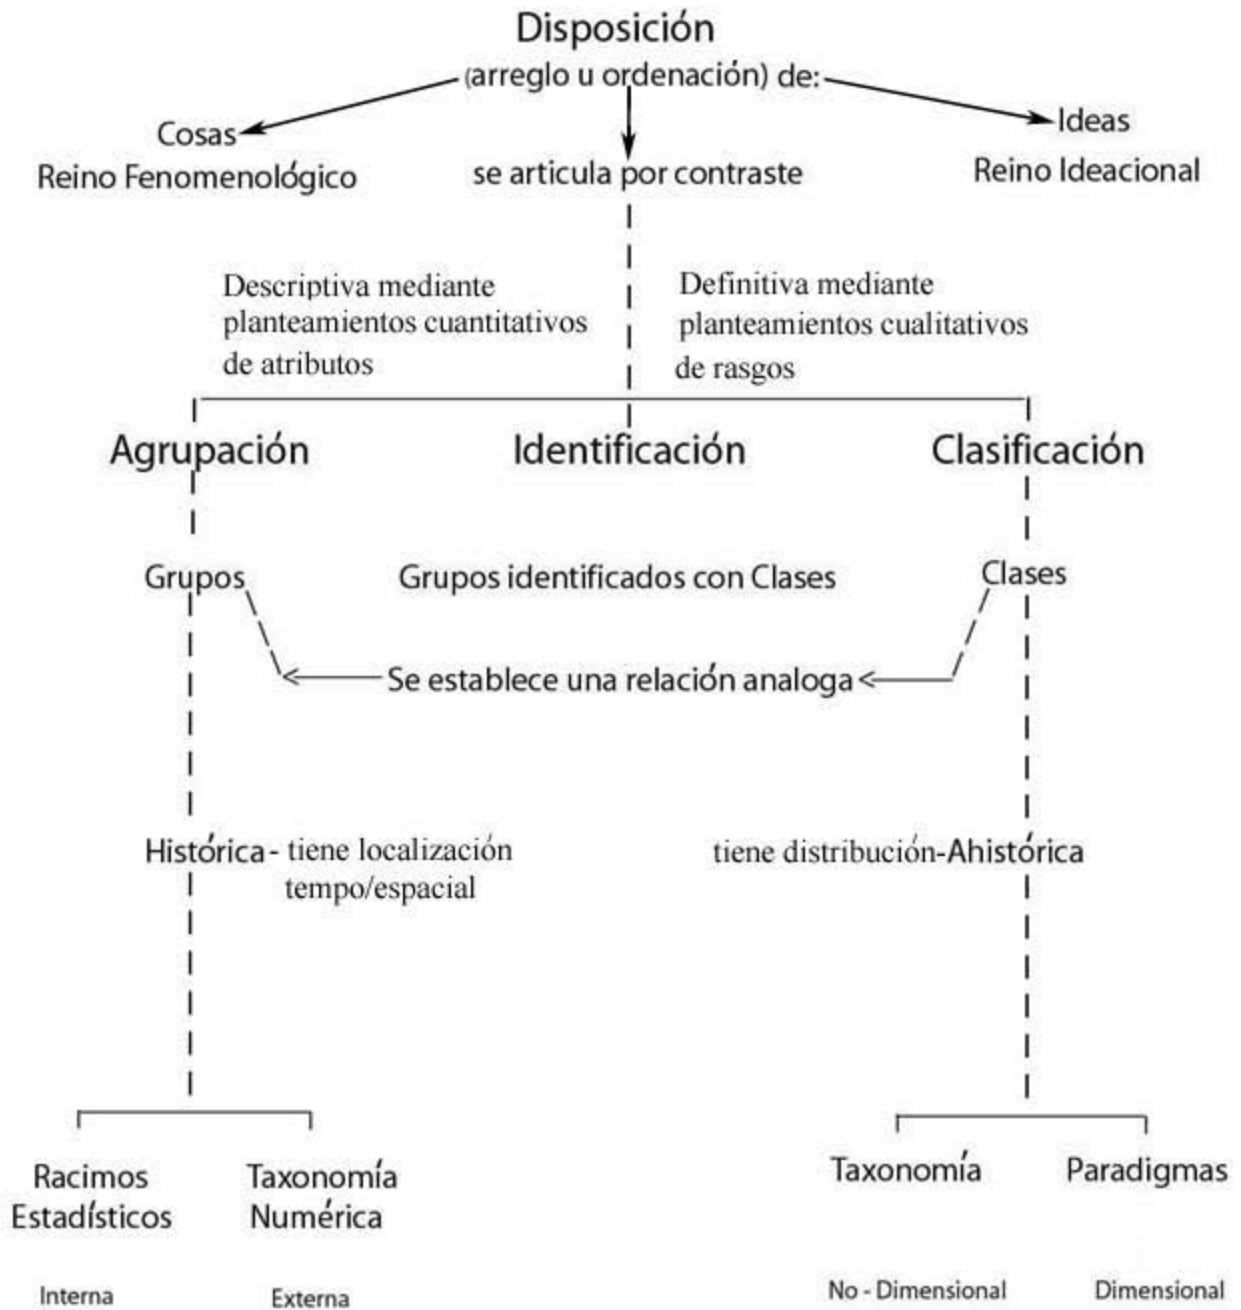 Disposición
(arreglo u ordenación) de:
Cosas
Reino Fenomenológico
se articula por contraste
Ideas
Reino Ideacional
Descriptiva mediante
planteamientos cuantitativos
de atributos
Definitiva mediante
planteamientos cualitativos
de rasgos
Agrupación
Identificación
Clasificación
Grupos
Grupos identificados con Clases
Clases
Se establece una relación analoga
Histórica - tiene localización
tempo/espacial
tiene distribución-Ahistórica
Racimos
Estadísticos
Taxonomía
Numérica
Taxonomía
Paradigmas
Interna
Externa
No - Dimensional
Dimensional